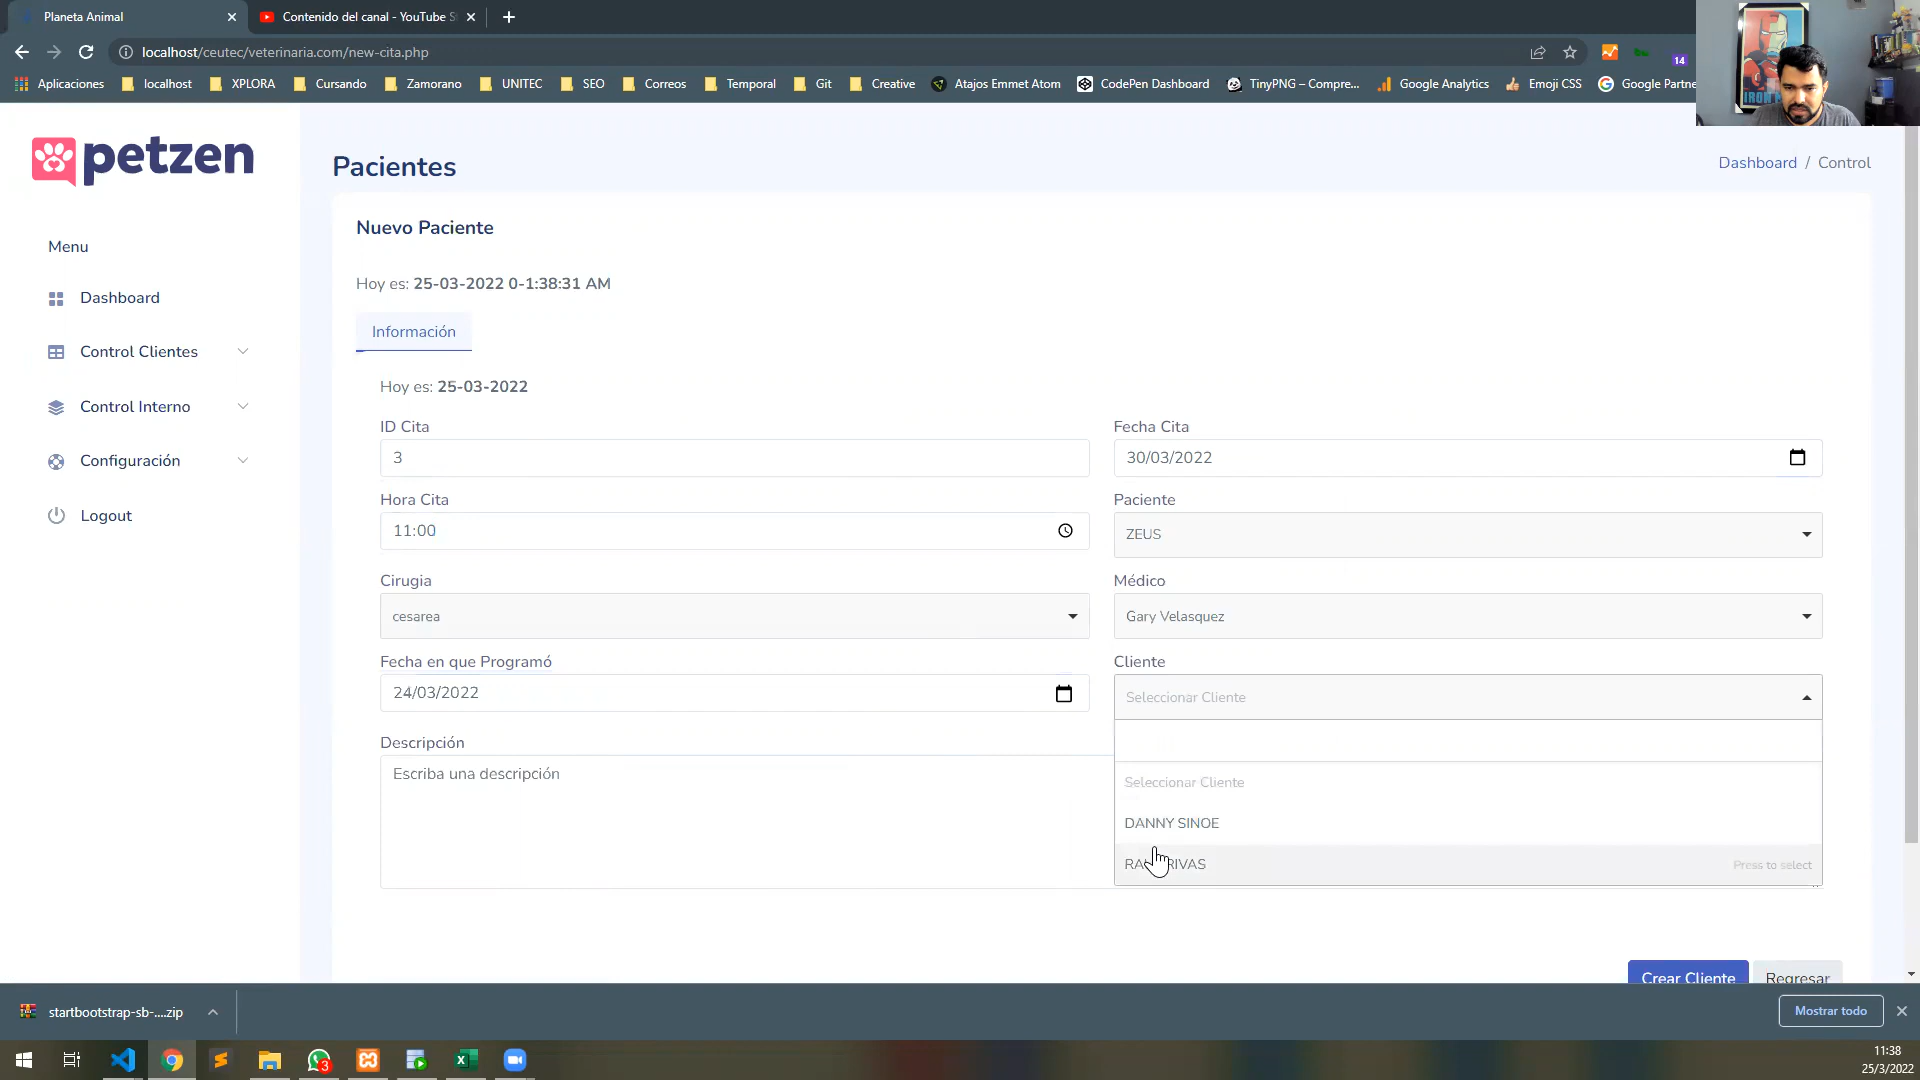 Planeta Animal
Contenido del canal - YouTube S
localhost/ceutec/veterinaria.com/new-cita.php
14
Aplicaciones
localhost
XPLORA
Cursando
Zamorano
UNITEC
SEO
Correos
Temporal
Git
Creative
Atajos Emmet Atom
CodePen Dashboard
TinyPNG – Compre...
Google Analytics
Emoji CSS
Google Partne
IRON
petzen
Pacientes
Dashboard / Control
Menu
Dashboard
Control Clientes
Control Interno
Configuración
Logout
Nuevo Paciente
Hoy es: 25-03-2022 0-1:38:31 AM
Información
Hoy es: 25-03-2022
ID Cita
3
Fecha Cita
30/03/2022
Hora Cita
11:00
Paciente
ZEUS
Cirugia
cesarea
Médico
Gary Velasquez
Fecha en que Programó
24/03/2022
Cliente
Seleccionar Cliente
Seleccionar Cliente
DANNY SINOE
RIVAS
Press to select
Descripción
Escriba una descripción
Crear Cliente
Regresar
startbootstrap-sb-....zip
Mostrar todo
3
11:38
25/3/2022